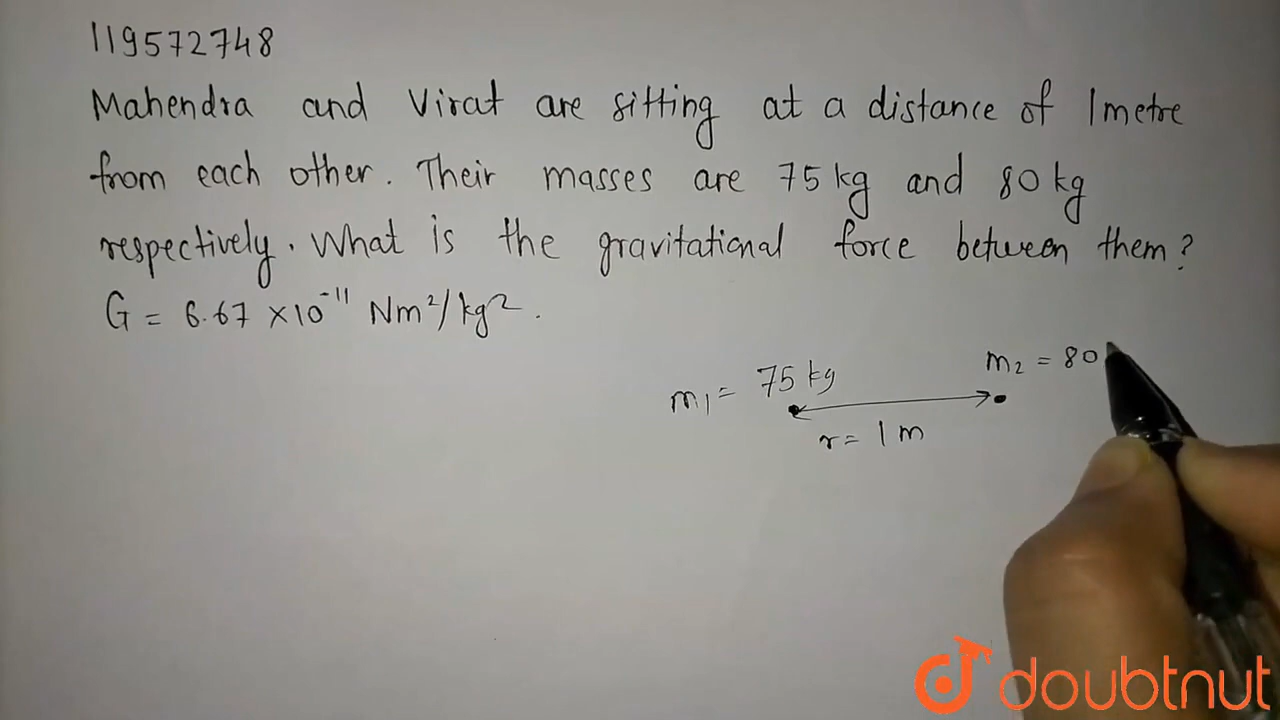 119572748
Mahendra and Virat are sitting at a distance of 1 metre
from each other. Their masses are 75 kg and 80 kg
respectively. What is the gravitational force between them?
G = 6.67 × 10⁻¹¹ Nm²/kg².
m₁ = 75 kg
m₂ = 80
r = 1 m
doubtnut